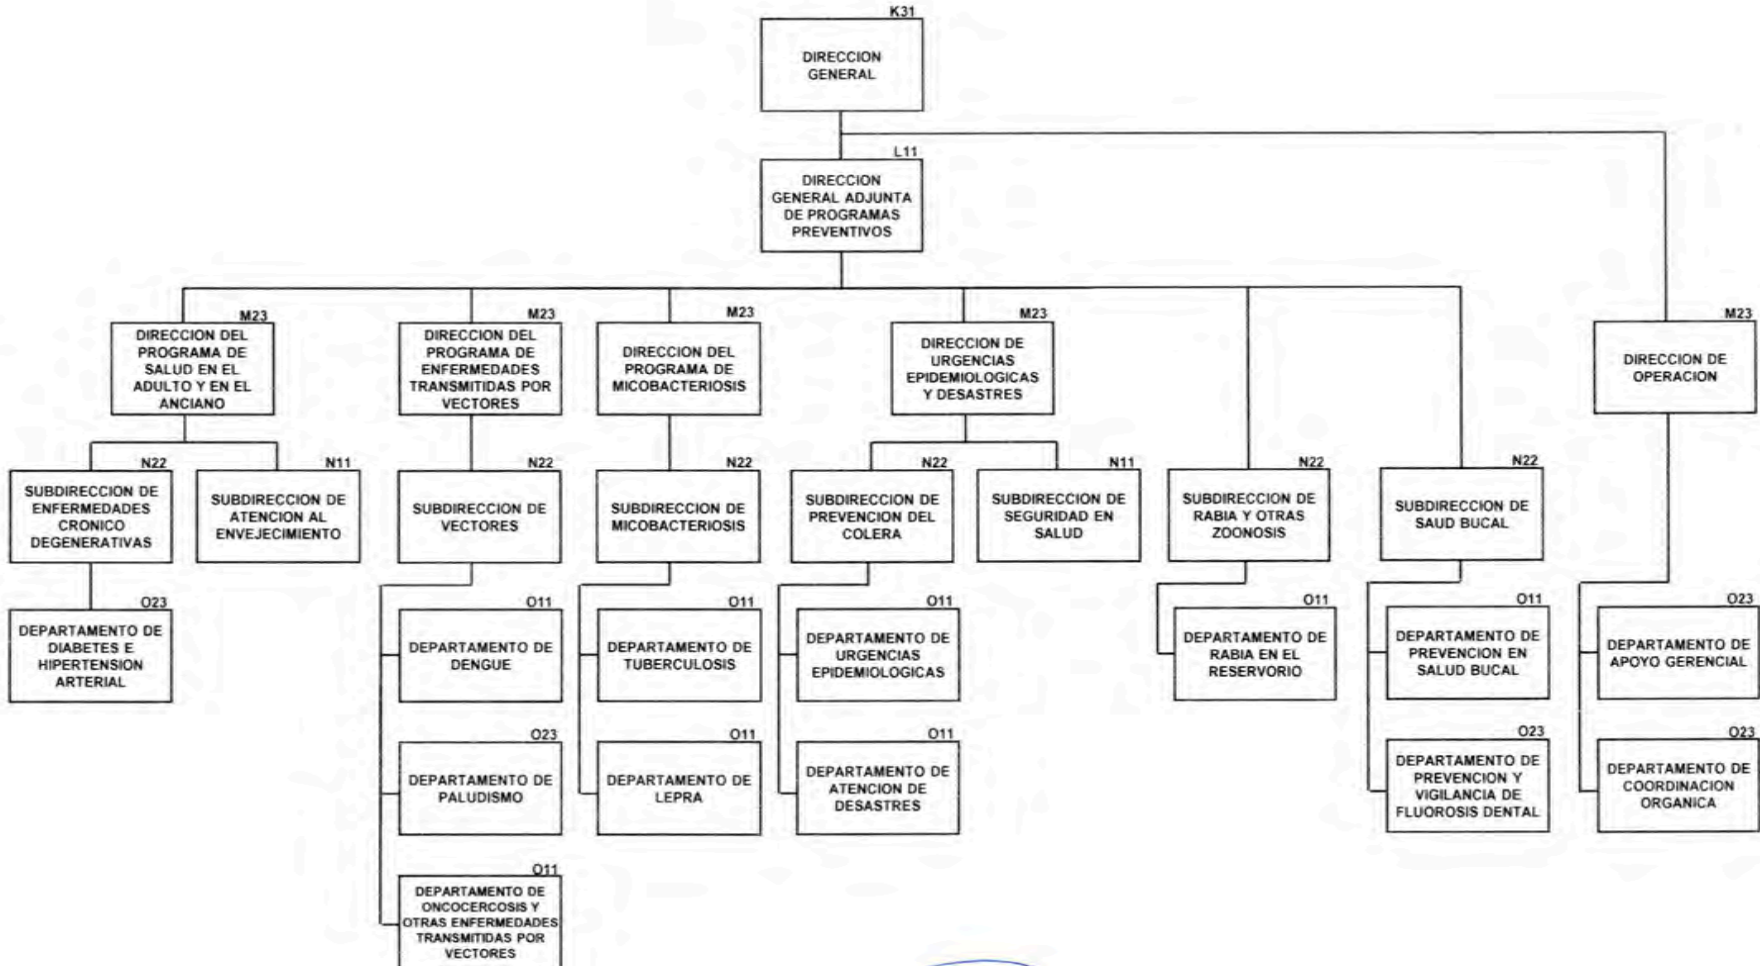 K31
DIRECCION
GENERAL
L11
DIRECCION
GENERAL ADJUNTA
DE PROGRAMAS
PREVENTIVOS
M23
DIRECCION DEL
PROGRAMA DE
SALUD EN EL
ADULTO Y EN EL
ANCIANO
M23
DIRECCION DEL
PROGRAMA DE
ENFERMEDADES
TRANSMITIDAS POR
VECTORES
M23
DIRECCION DEL
PROGRAMA DE
MICOBACTERIOSIS
M23
DIRECCION DE
URGENCIAS
EPIDEMIOLOGICAS
Y DESASTRES
M23
DIRECCION DE
OPERACION
N22
SUBDIRECCION DE
ENFERMEDADES
CRONICO
DEGENERATIVAS
N11
SUBDIRECCION DE
ATENCION AL
ENVEJECIMIENTO
N22
SUBDIRECCION DE
VECTORES
N22
SUBDIRECCION DE
MICOBACTERIOSIS
N22
SUBDIRECCION DE
PREVENCION DEL
COLERA
N11
SUBDIRECCION DE
SEGURIDAD EN
SALUD
N22
SUBDIRECCION DE
RABIA Y OTRAS
ZOONOSIS
N22
SUBDIRECCION DE
SAUD BUCAL
O23
DEPARTAMENTO DE
DIABETES E
HIPERTENSION
ARTERIAL
O11
DEPARTAMENTO DE
DENGUE
O11
DEPARTAMENTO DE
TUBERCULOSIS
O11
DEPARTAMENTO DE
URGENCIAS
EPIDEMIOLOGICAS
O11
DEPARTAMENTO DE
RABIA EN EL
RESERVORIO
O11
DEPARTAMENTO DE
PREVENCION EN
SALUD BUCAL
O23
DEPARTAMENTO DE
APOYO GERENCIAL
O23
DEPARTAMENTO DE
PALUDISMO
O11
DEPARTAMENTO DE
LEPRA
O11
DEPARTAMENTO DE
ATENCION DE
DESASTRES
O23
DEPARTAMENTO DE
PREVENCION Y
VIGILANCIA DE
FLUOROSIS DENTAL
O23
DEPARTAMENTO DE
COORDINACION
ORGANICA
O11
DEPARTAMENTO DE
ONCOCERCOSIS Y
OTRAS ENFERMEDADES
TRANSMITIDAS POR
VECTORES